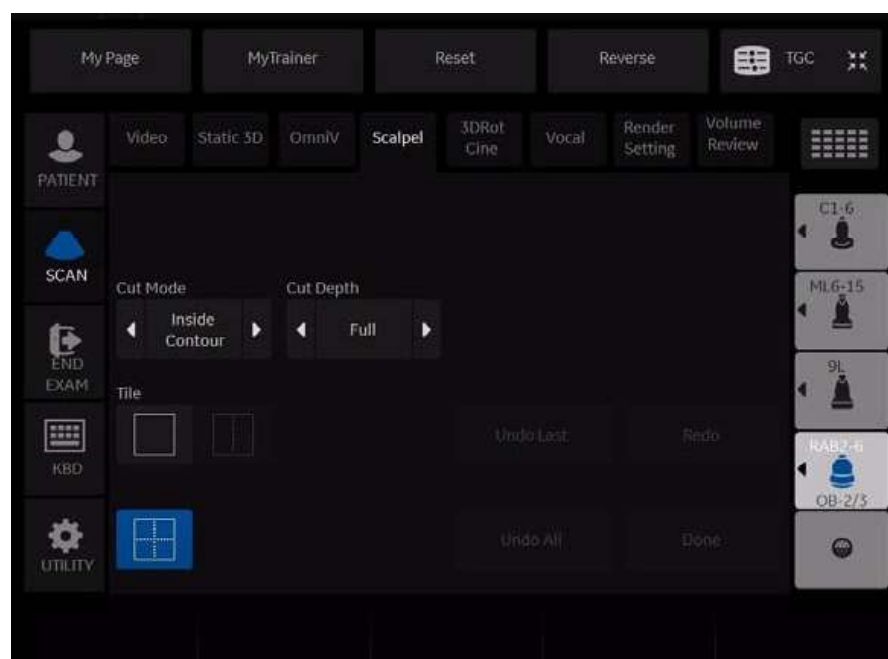 My Page
MyTrainer
Reset
Reverse
TGC
Video
Static 3D
OmniV
Scalpel
3DRot
Cine
Vocal
Render
Setting
Volume
Review
PATIENT
SCAN
END
EXAM
KBD
UTILITY
Cut Mode
Inside
Contour
Cut Depth
Full
Tile
Undo Last
Redo
Undo All
Done
C1-6
ML6-15
9L
RAB2-6
OB-2/3